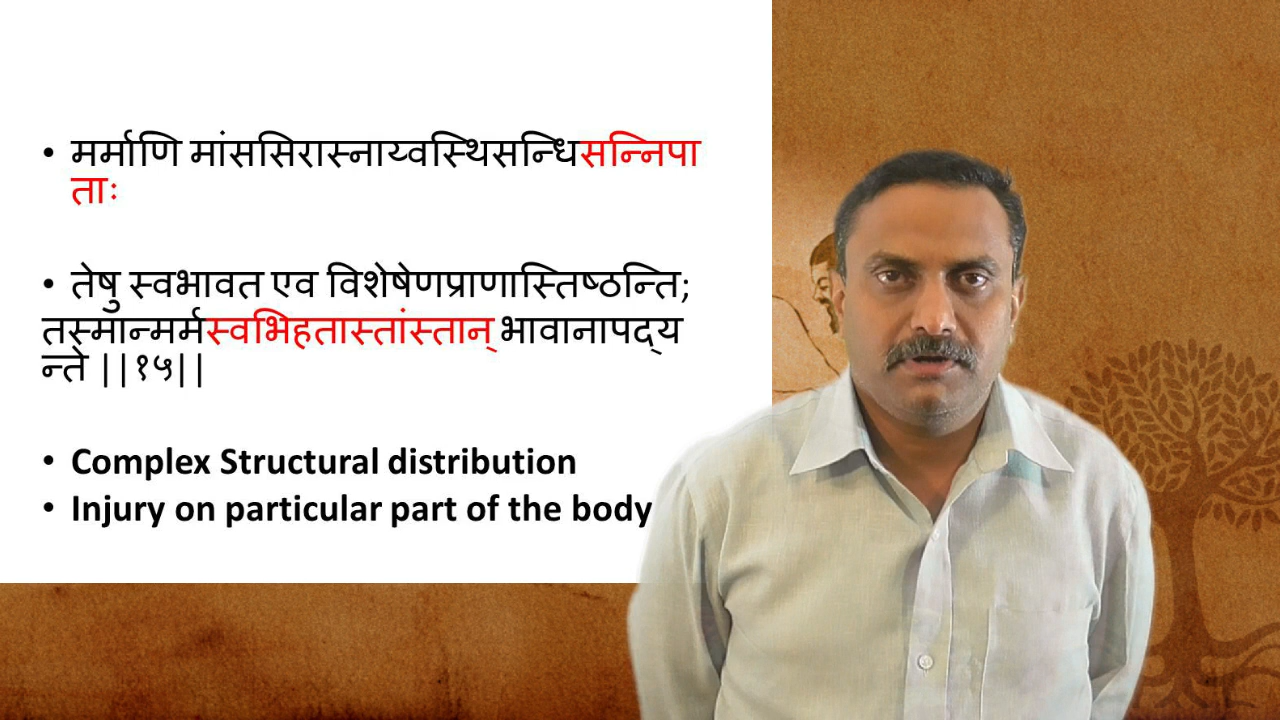 • मर्माणि मांससिरास्नाय्वस्थिसन्धिसन्निपा
ताः
• तेषु स्वभावत एव विशेषेणप्राणास्तिष्ठन्ति;
तस्मान्मर्मस्वभिहतास्तांस्तान् भावानापद्य
न्ते ||१५||
• Complex Structural distribution
• Injury on particular part of the body